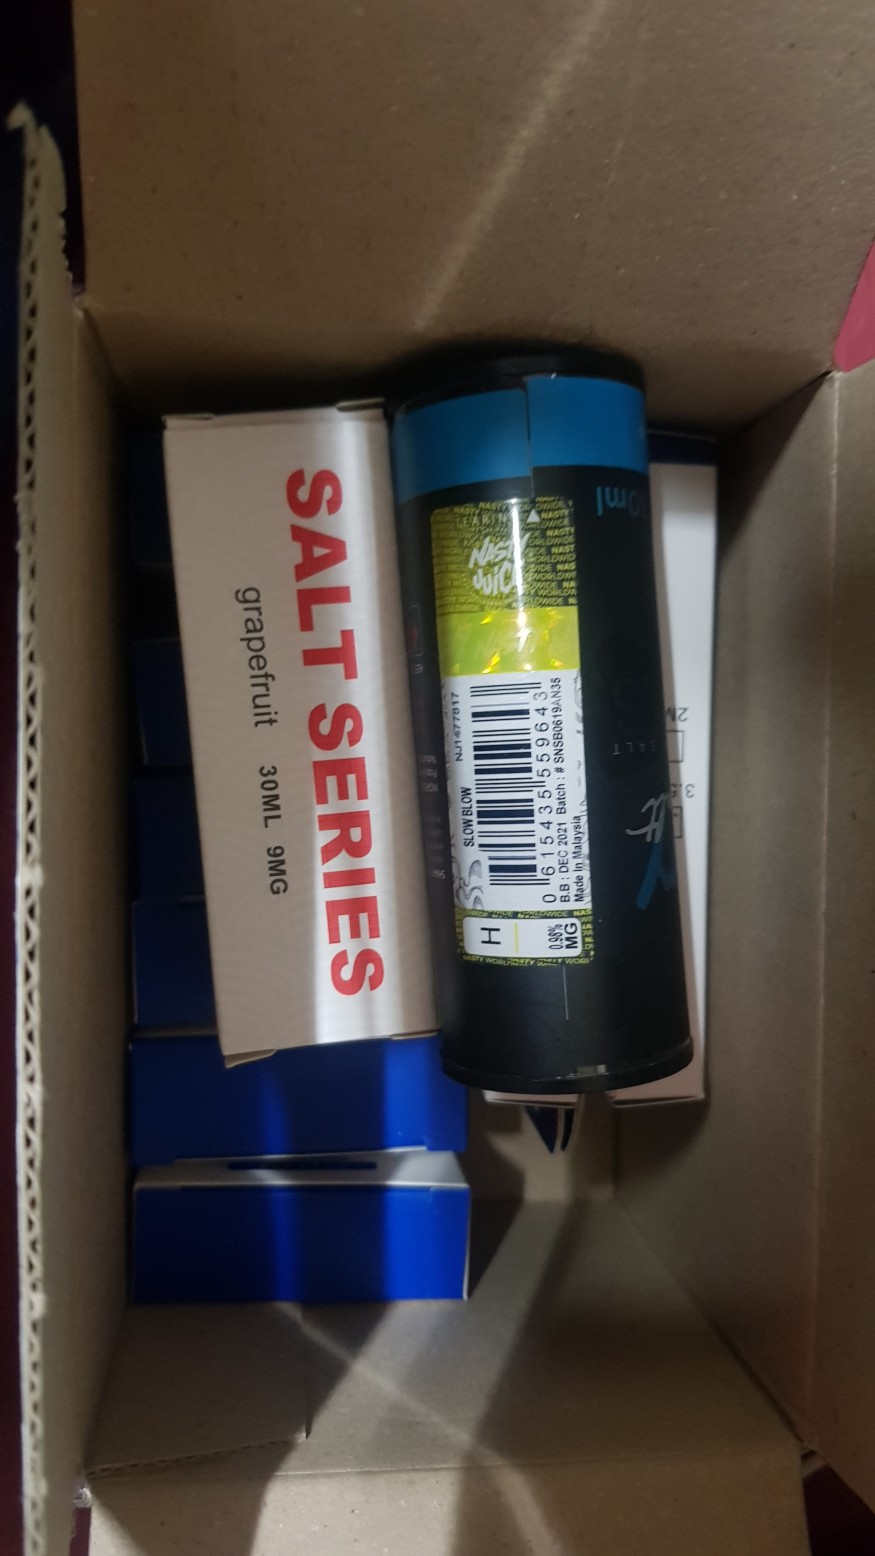 SALT SERIES
grapefruit 30ML 9MG
NASTY
JUICE
SLOW BLOW NJ1477817
0 615435 559643
B.B : DEC 2021 Batch : # SNSB0619AN35
Made In Malaysia
H
0.98%
MG
SALT